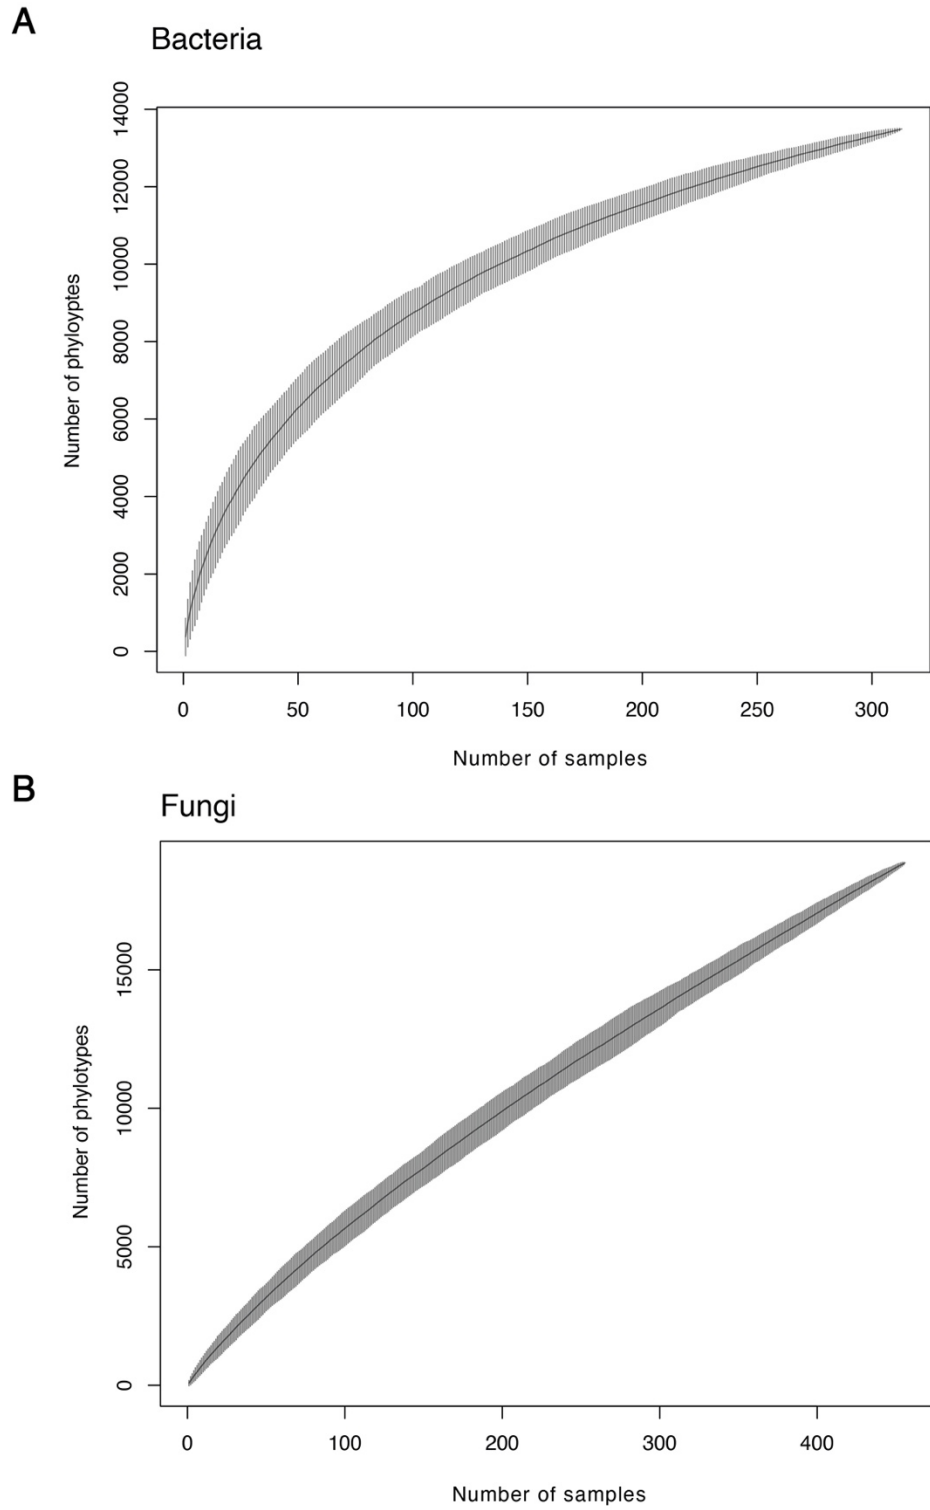 A
Bacteria
14000
12000
10000
8000
6000
4000
2000
0
Number of phyloyptes
0 50 100 150 200 250 300
Number of samples
B
Fungi
15000
10000
5000
0
Number of phylotypes
0 100 200 300 400
Number of samples